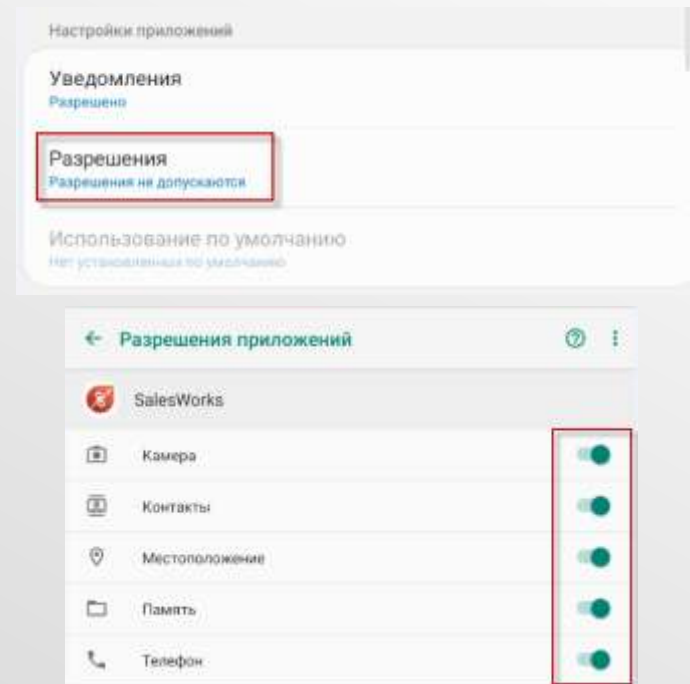 Настройки приложений
Уведомления
Разрешено
Разрешения
Разрешения не допускаются
Использование по умолчанию
Нет установленных по умолчанию
Разрешения приложений
SalesWorks
Камера
Контакты
Местоположение
Память
Телефон